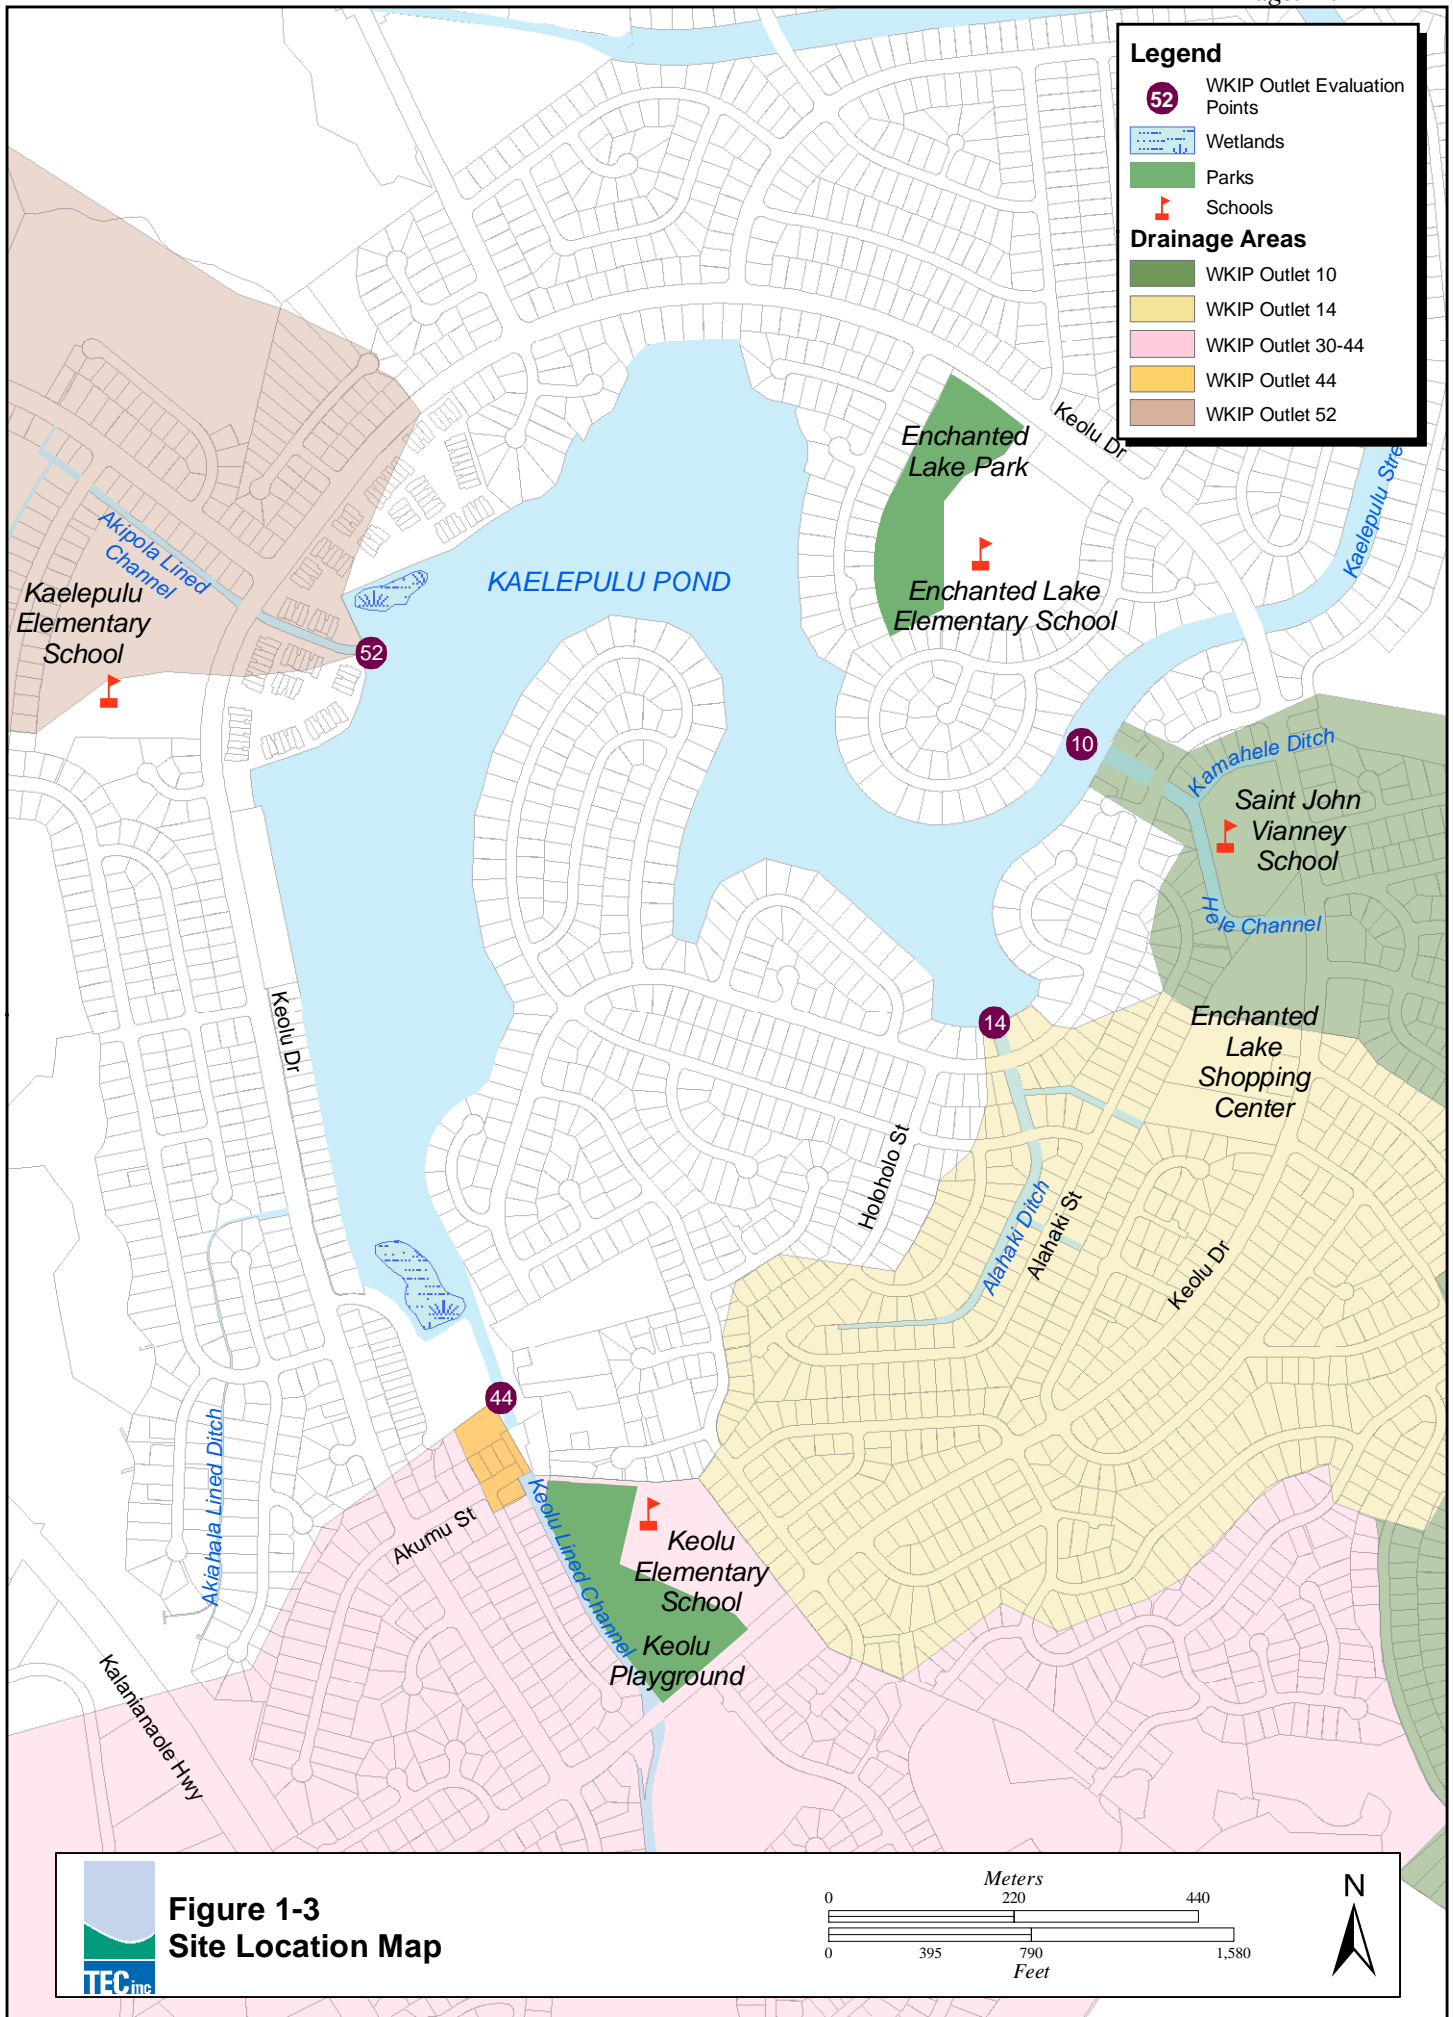 Legend
52
WKIP Outlet Evaluation
Points
Wetlands
Parks
Schools
Drainage Areas
WKIP Outlet 10
WKIP Outlet 14
WKIP Outlet 30-44
WKIP Outlet 44
WKIP Outlet 52
Keolu Dr
Enchanted
Lake Park
Akipola Lined
Channel
KAELEPULU POND
Kaelepulu
Elementary
School
Enchanted Lake
Elementary School
52
10
Kamahele Ditch
Saint John
Vianney
School
Hele Channel
Keolu Dr
14
Enchanted
Lake
Shopping
Center
Holoholo St
Alahaki Ditch
Alahaki St
Keolu Dr
44
Akiahala Lined Ditch
Akumu St
Keolu Lined Channel
Keolu
Elementary
School
Keolu
Playground
Kalanianaole Hwy
TEC inc
Figure 1-3
Site Location Map
Meters
0 220 440
0 395 790 1,580
Feet
N